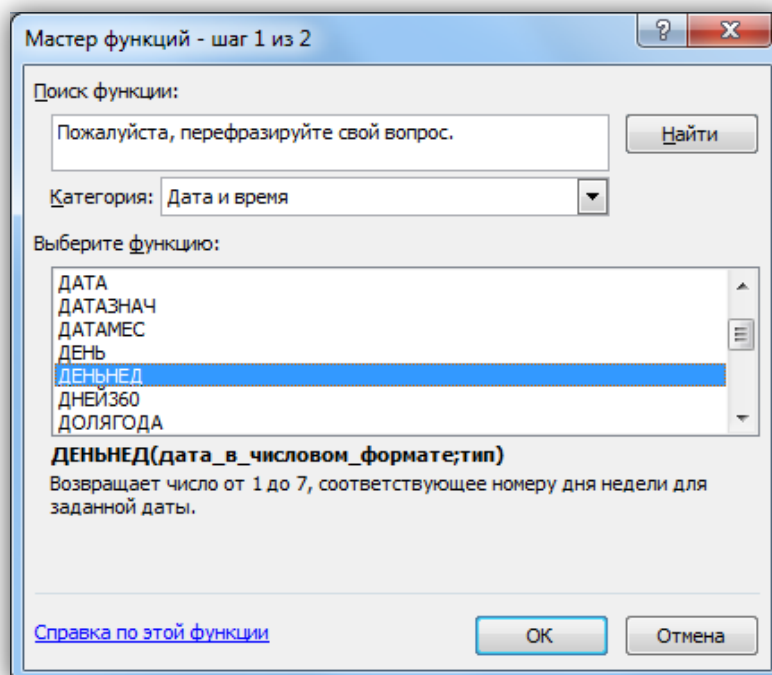 Мастер функций - шаг 1 из 2
Поиск функции:
Пожалуйста, перефразируйте свой вопрос.
Найти
Категория: Дата и время
Выберите функцию:
ДАТА
ДАТАЗНАЧ
ДАТАМЕС
ДЕНЬ
ДЕНЬНЕД
ДНЕЙ360
ДОЛЯГОДА
ДЕНЬНЕД(дата_в_числовом_формате;тип)
Возвращает число от 1 до 7, соответствующее номеру дня недели для
заданной даты.
Справка по этой функции
ОК
Отмена